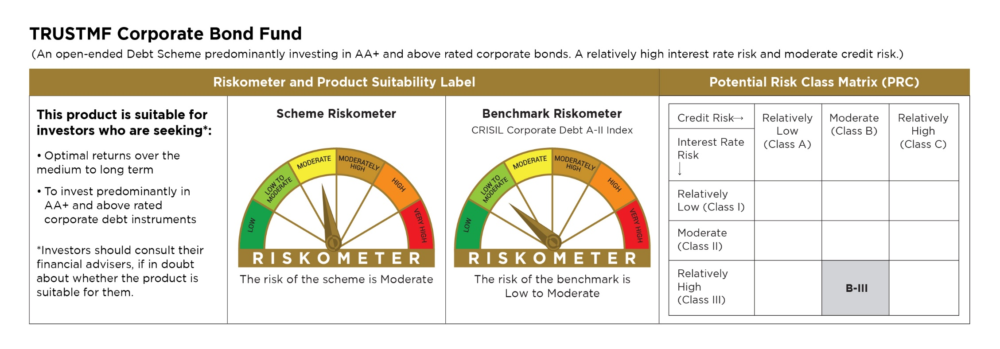 TRUSTMF Corporate Bond Fund
(An open-ended Debt Scheme predominantly investing in AA+ and above rated corporate bonds. A relatively high interest rate risk and moderate credit risk.)
Riskometer and Product Suitability Label
Potential Risk Class Matrix (PRC)
This product is suitable for
investors who are seeking*:
• Optimal returns over the
medium to long term
• To invest predominantly in
AA+ and above rated
corporate debt instruments
*Investors should consult their
financial advisers, if in doubt
about whether the product is
suitable for them.
Scheme Riskometer
LOW
LOW TO
MODERATE
MODERATE
MODERATELY
HIGH
HIGH
VERY HIGH
RISKOMETER
The risk of the scheme is Moderate
Benchmark Riskometer
CRISIL Corporate Debt A-II Index
LOW
LOW TO
MODERATE
MODERATE
MODERATELY
HIGH
HIGH
VERY HIGH
RISKOMETER
The risk of the benchmark is
Low to Moderate
Credit Risk→
Interest Rate
Risk
↓
Relatively
Low
(Class A)
Moderate
(Class B)
Relatively
High
(Class C)
Relatively
Low (Class I)
Moderate
(Class II)
Relatively
High
(Class III)
B-III